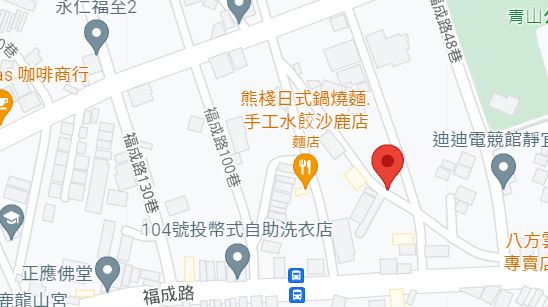 永仁福至2
青山公
福成路48巷
as 咖啡商行
熊棧日式鍋燒麵.
手工水餃沙鹿店
麵店
福成路100巷
福成路130巷
迪迪電競館靜宜
104號投幣式自助洗衣店
八方雲
專賣店
正應佛堂
鹿龍山宮
福成路